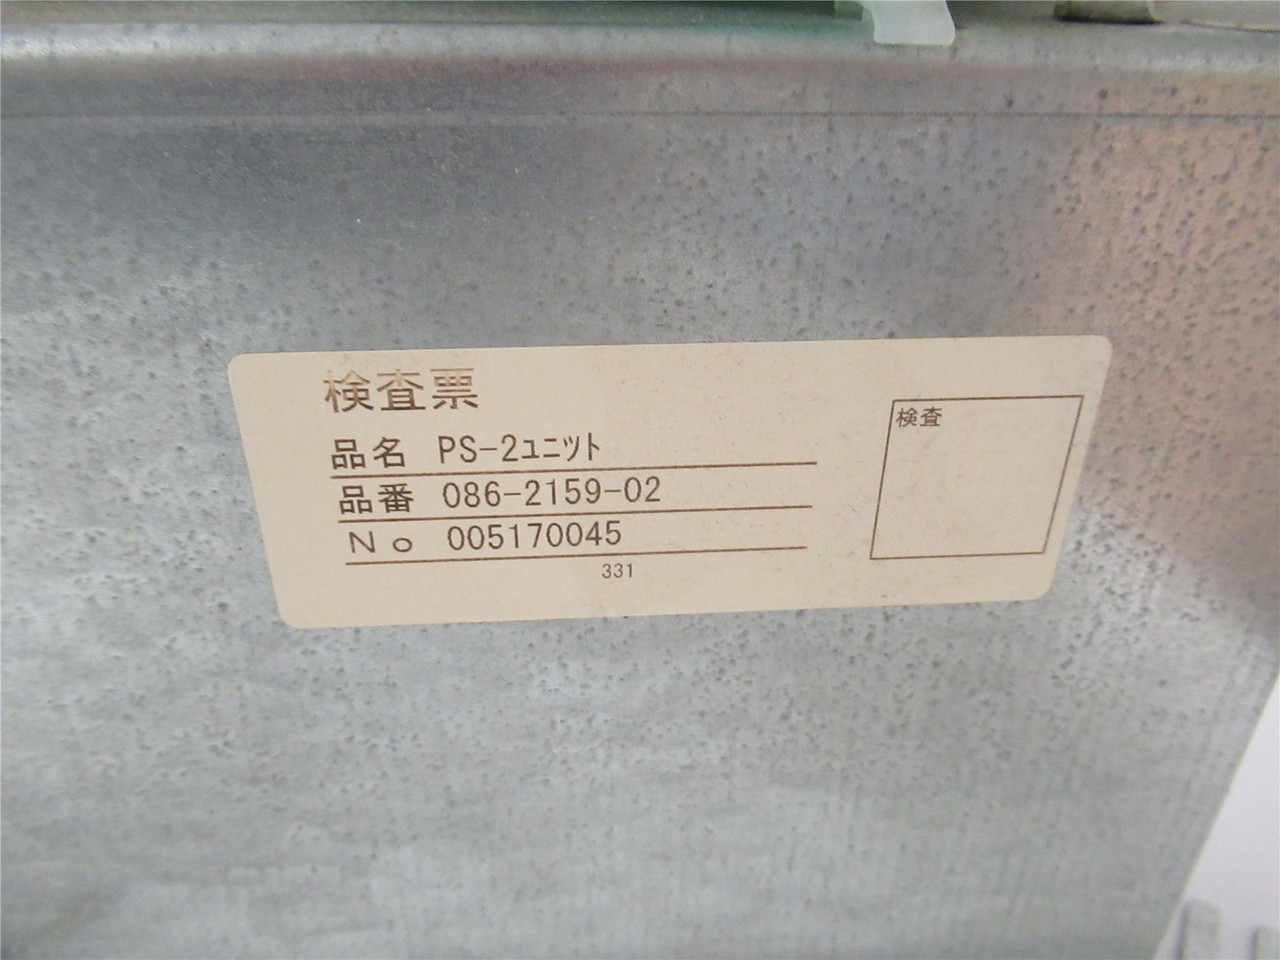 検査票
品名 PS-2ユニット
品番 086-2159-02
No 005170045
331
検査